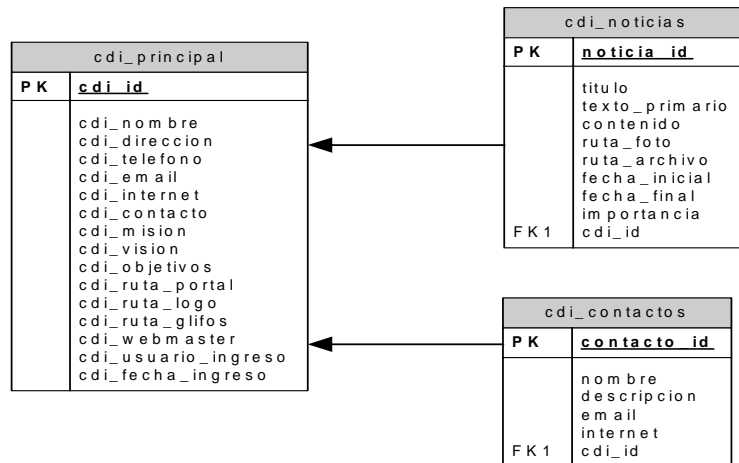 cdi_principal
PK cdi_id
cdi_nombre
cdi_direccion
cdi_telefono
cdi_email
cdi_internet
cdi_contacto
cdi_mision
cdi_vision
cdi_objetivos
cdi_ruta_portal
cdi_ruta_logo
cdi_ruta_glifos
cdi_webmaster
cdi_usuario_ingreso
cdi_fecha_ingreso
cdi_noticias
PK noticia_id
titulo
texto_primario
contenido
ruta_foto
ruta_archivo
fecha_inicial
fecha_final
importancia
FK1 cdi_id
cdi_contactos
PK contacto_id
nombre
descripcion
email
internet
FK1 cdi_id